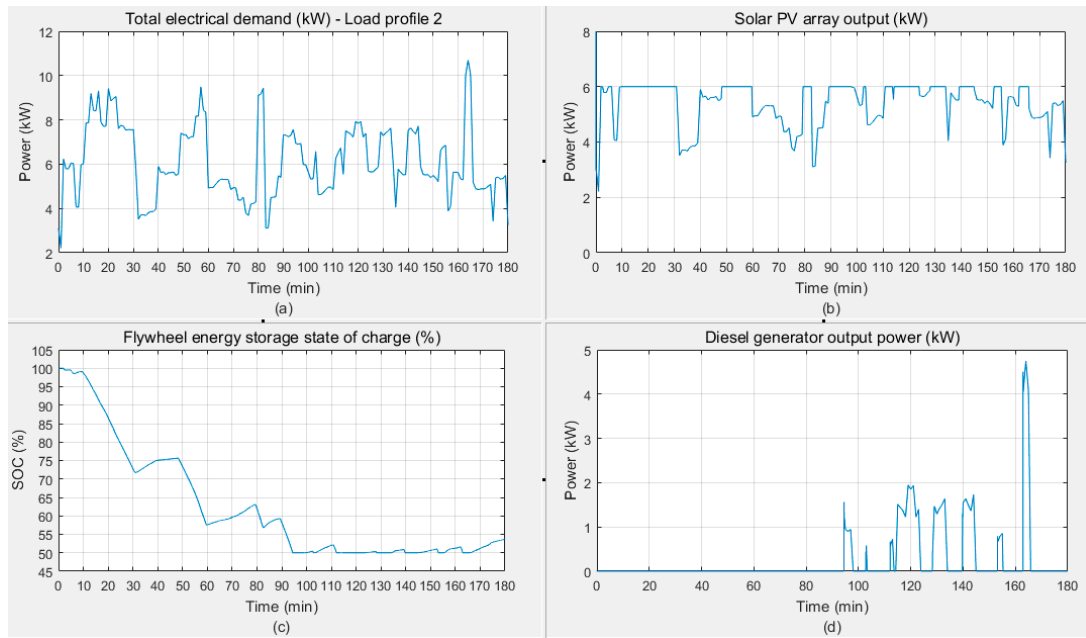 Total electrical demand (kW) - Load profile 2
12
10
8
6
4
2
Power (kW)
0 10 20 30 40 50 60 70 80 90 100 110 120 130 140 150 160 170 180
Time (min)
(a)
Solar PV array output (kW)
8
6
4
2
0
Power (kW)
0 10 20 30 40 50 60 70 80 90 100 110 120 130 140 150 160 170 180
Time (min)
(b)
Flywheel energy storage state of charge (%)
105
100
95
90
85
80
75
70
65
60
55
50
45
SOC (%)
0 10 20 30 40 50 60 70 80 90 100 110 120 130 140 150 160 170 180
Time (min)
(c)
Diesel generator output power (kW)
5
4
3
2
1
0
Power (kW)
0 20 40 60 80 100 120 140 160 180
Time (min)
(d)